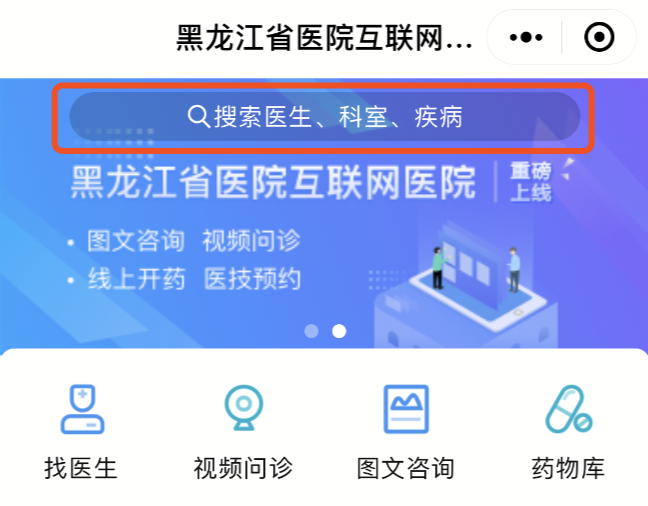 黑龙江省医院互联网...
搜索医生、科室、疾病
黑龙江省医院互联网医院
重磅
上线
• 图文咨询 视频问诊
• 线上开药 医技预约
找医生 视频问诊 图文咨询 药物库